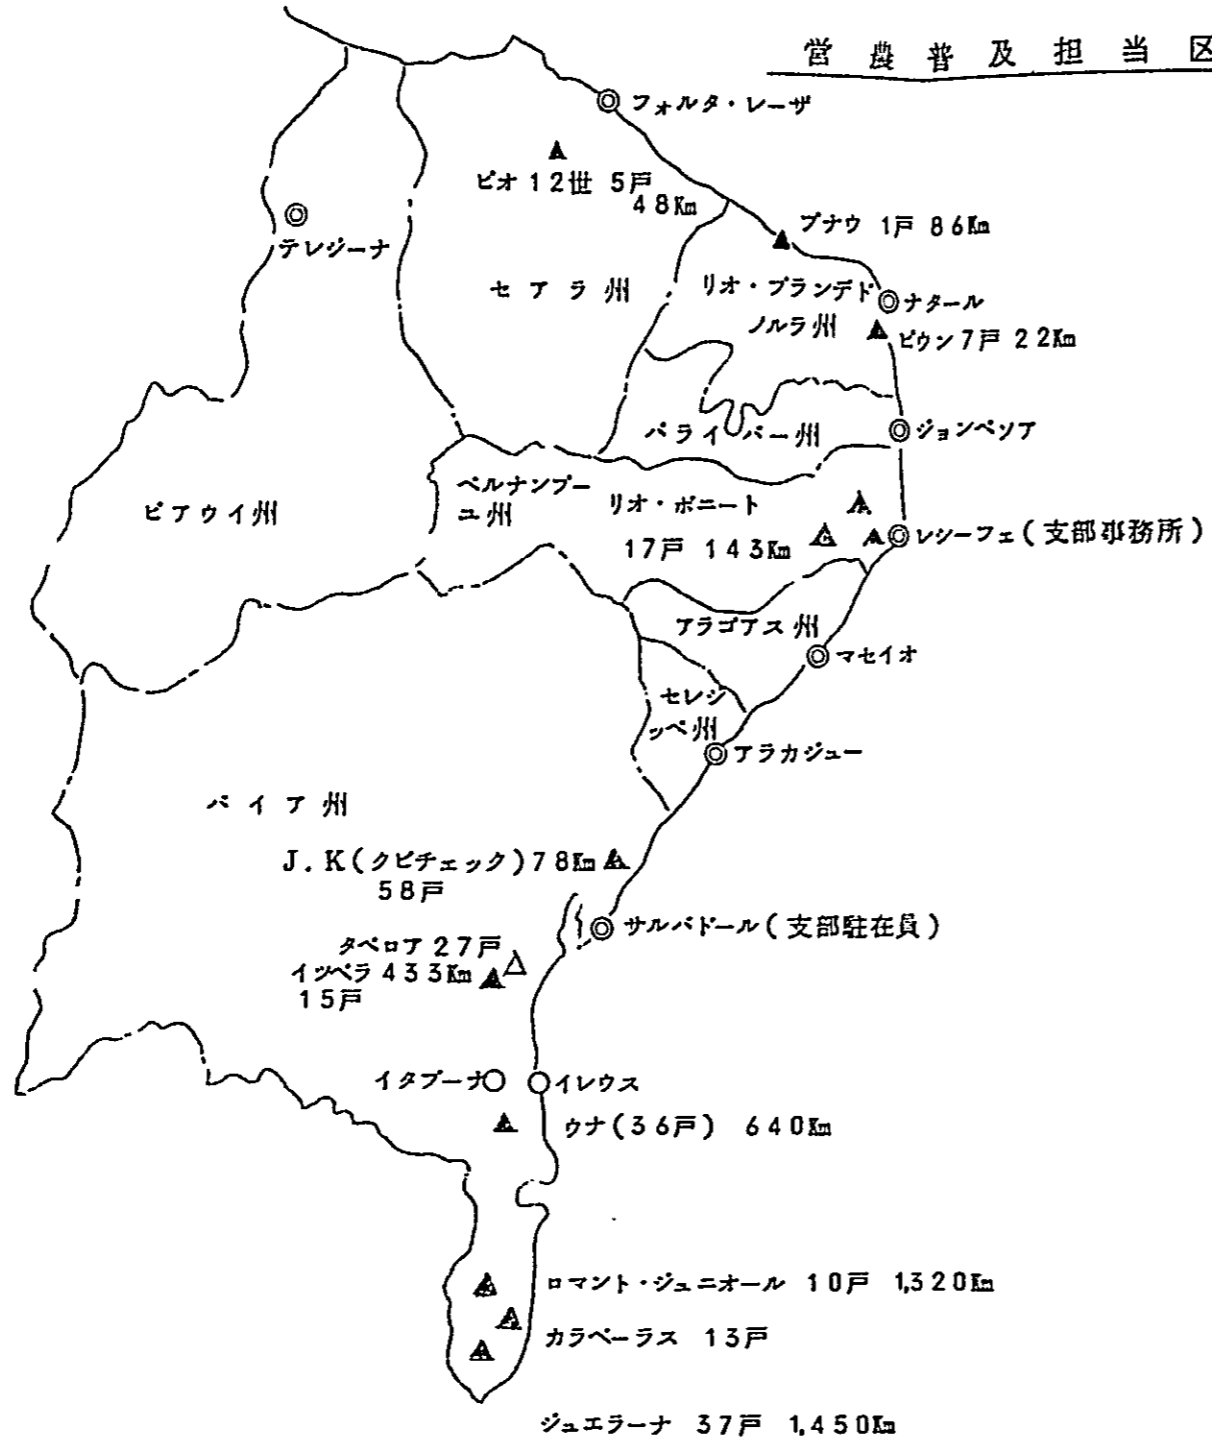 営農普及担当区
フォルタ・レーザ
ピオ12世 5戸
48Km
テレジーナ
プナウ 1戸 86Km
セアラ州
リオ・ブランデド
ノルラ州
ナタール
ピウン7戸 22Km
パライバー州
ジョンペソア
ペルナンブー
ユ州
リオ・ボニート
17戸 143Km
ピアウイ州
レシーフェ(支部事務所)
アラゴアス州
マセイオ
セレシ
ッペ州
アラカジュー
バイア州
J.K(クビチェック)78Km
58戸
サルバドール(支部駐在員)
タペロア27戸
イツベラ433Km
15戸
イタブーナ
イレウス
ウナ(36戸) 640Km
ロマント・ジュニオール 10戸 1,320Km
カラベーラス 13戸
ジュエラーナ 37戸 1,450Km